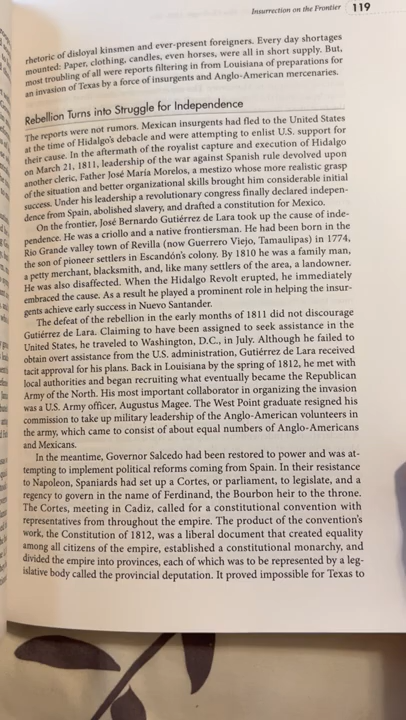 Insurrection on the Frontier 119
rhetoric of disloyal kinsmen and ever-present foreigners. Every day shortages
mounted: Paper, clothing, candles, even horses, were all in short supply. But,
most troubling of all were reports filtering in from Louisiana of preparations for
an invasion of Texas by a force of insurgents and Anglo-American mercenaries.
Rebellion Turns into Struggle for Independence
The reports were not rumors. Mexican insurgents had fled to the United States
at the time of Hidalgo's debacle and were attempting to enlist U.S. support for
their cause. In the aftermath of the royalist capture and execution of Hidalgo
on March 21, 1811, leadership of the war against Spanish rule devolved upon
another cleric, Father José María Morelos, a mestizo whose more realistic grasp
of the situation and better organizational skills brought him considerable initial
success. Under his leadership a revolutionary congress finally declared indepen-
dence from Spain, abolished slavery, and drafted a constitution for Mexico.
On the frontier, José Bernardo Gutiérrez de Lara took up the cause of inde-
pendence. He was a criollo and a native frontiersman. He had been born in the
Rio Grande valley town of Revilla (now Guerrero Viejo, Tamaulipas) in 1774,
the son of pioneer settlers in Escandón's colony. By 1810 he was a family man,
a petty merchant, blacksmith, and, like many settlers of the area, a landowner.
He was also disaffected. When the Hidalgo Revolt erupted, he immediately
embraced the cause. As a result he played a prominent role in helping the insur-
gents achieve early success in Nuevo Santander.
The defeat of the rebellion in the early months of 1811 did not discourage
Gutiérrez de Lara. Claiming to have been assigned to seek assistance in the
United States, he traveled to Washington, D.C., in July. Although he failed to
obtain overt assistance from the U.S. administration, Gutiérrez de Lara received
tacit approval for his plans. Back in Louisiana by the spring of 1812, he met with
local authorities and began recruiting what eventually became the Republican
Army of the North. His most important collaborator in organizing the invasion
was a U.S. Army officer, Augustus Magee. The West Point graduate resigned his
commission to take up military leadership of the Anglo-American volunteers in
the army, which came to consist of about equal numbers of Anglo-Americans
and Mexicans.
In the meantime, Governor Salcedo had been restored to power and was at-
tempting to implement political reforms coming from Spain. In their resistance
to Napoleon, Spaniards had set up a Cortes, or parliament, to legislate, and a
regency to govern in the name of Ferdinand, the Bourbon heir to the throne.
The Cortes, meeting in Cadiz, called for a constitutional convention with
representatives from throughout the empire. The product of the convention's
work, the Constitution of 1812, was a liberal document that created equality
among all citizens of the empire, established a constitutional monarchy, and
divided the empire into provinces, each of which was to be represented by a leg-
islative body called the provincial deputation. It proved impossible for Texas to